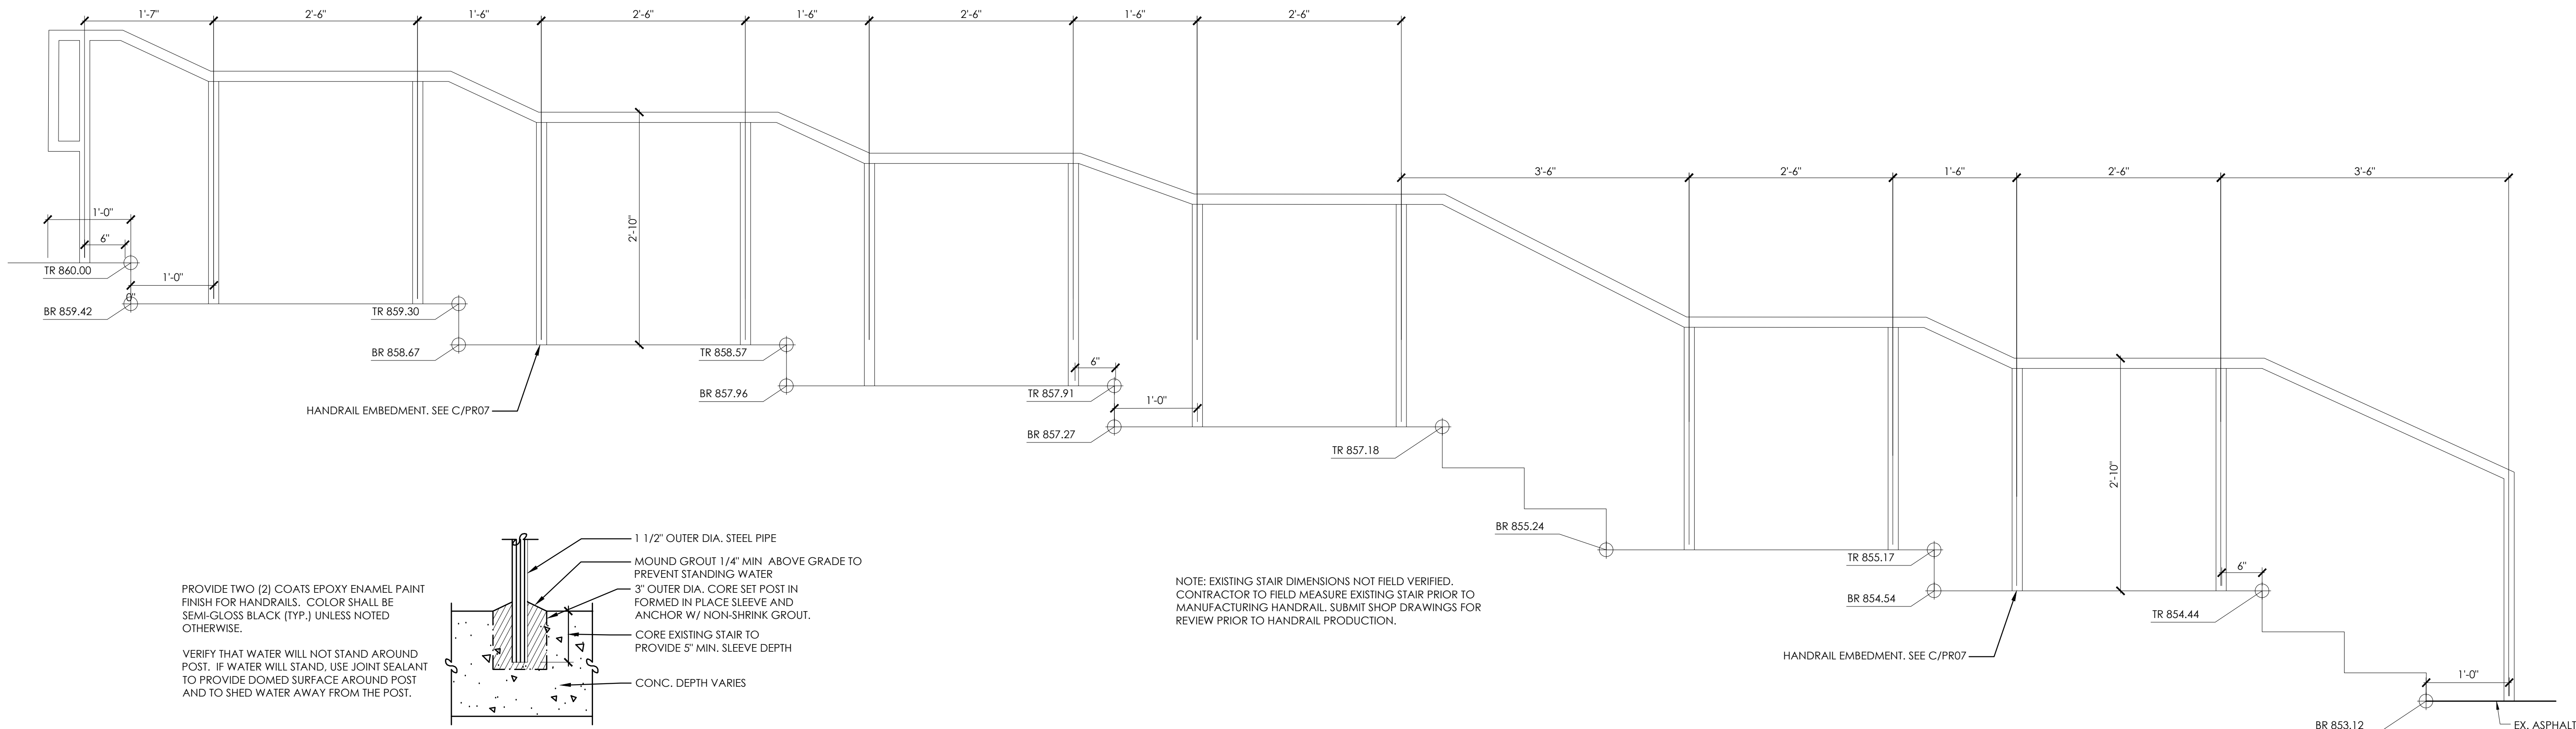 1'-7"
2'-6"
1'-6"
2'-6"
1'-6"
2'-6"
1'-6"
2'-6"
3'-6"
2'-6"
1'-6"
2'-6"
3'-6"
1'-0"
6"
TR 860.00
1'-0"
0"
BR 859.42
TR 859.30
2'-10"
BR 858.67
TR 858.57
6"
BR 857.96
TR 857.91
1'-0"
HANDRAIL EMBEDMENT. SEE C/PR07
BR 857.27
TR 857.18
2'-10"
BR 855.24
TR 855.17
6"
BR 854.54
TR 854.44
HANDRAIL EMBEDMENT. SEE C/PR07
1'-0"
BR 853.12
EX. ASPHALT
PROVIDE TWO (2) COATS EPOXY ENAMEL PAINT
FINISH FOR HANDRAILS. COLOR SHALL BE
SEMI-GLOSS BLACK (TYP.) UNLESS NOTED
OTHERWISE.
VERIFY THAT WATER WILL NOT STAND AROUND
POST. IF WATER WILL STAND, USE JOINT SEALANT
TO PROVIDE DOMED SURFACE AROUND POST
AND TO SHED WATER AWAY FROM THE POST.
1 1/2" OUTER DIA. STEEL PIPE
MOUND GROUT 1/4" MIN ABOVE GRADE TO
PREVENT STANDING WATER
3" OUTER DIA. CORE SET POST IN
FORMED IN PLACE SLEEVE AND
ANCHOR W/ NON-SHRINK GROUT.
CORE EXISTING STAIR TO
PROVIDE 5" MIN. SLEEVE DEPTH
CONC. DEPTH VARIES
NOTE: EXISTING STAIR DIMENSIONS NOT FIELD VERIFIED.
CONTRACTOR TO FIELD MEASURE EXISTING STAIR PRIOR TO
MANUFACTURING HANDRAIL. SUBMIT SHOP DRAWINGS FOR
REVIEW PRIOR TO HANDRAIL PRODUCTION.